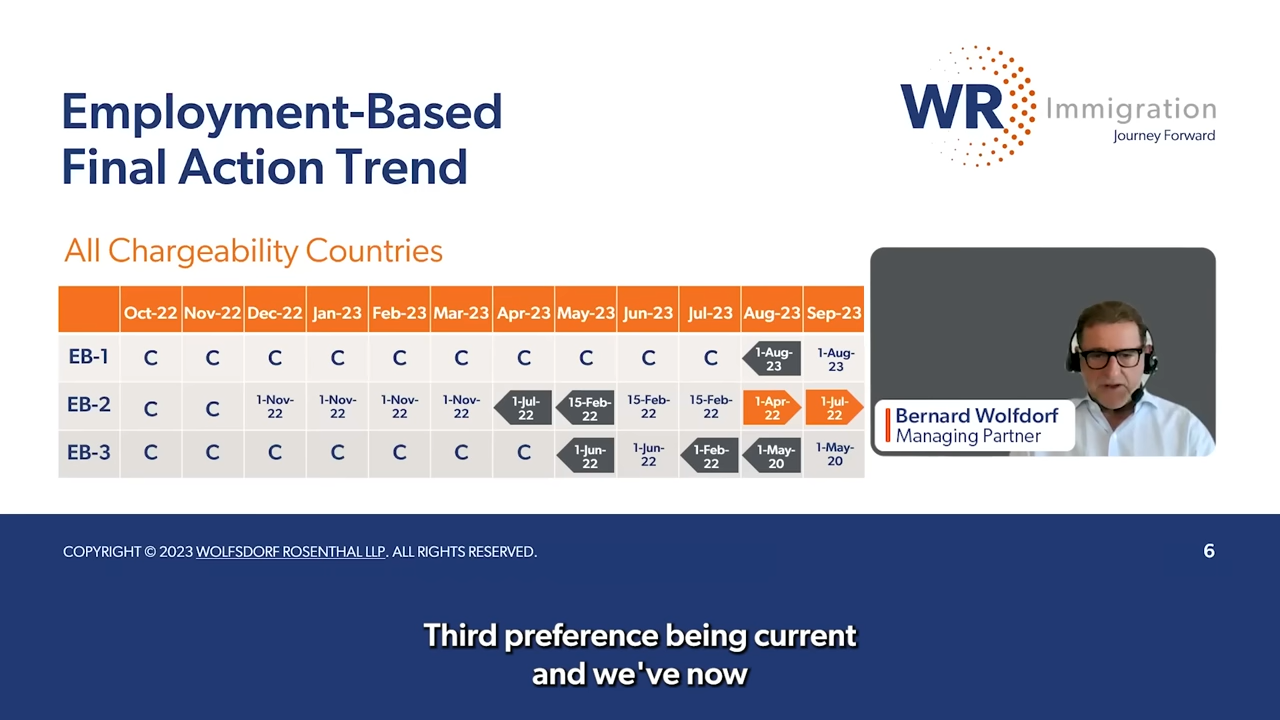 Employment-Based
Final Action Trend
WR Immigration
Journey Forward
All Chargeability Countries
Oct-22 Nov-22 Dec-22 Jan-23 Feb-23 Mar-23 Apr-23 May-23 Jun-23 Jul-23 Aug-23 Sep-23
EB-1 C C C C C C C C C C 1-Aug-23 1-Aug-23
EB-2 C C 1-Nov-22 1-Nov-22 1-Nov-22 1-Nov-22 1-Jul-22 15-Feb-22 15-Feb-22 15-Feb-22 1-Apr-22 1-Jul-22
EB-3 C C C C C C C 1-Jun-22 1-Jun-22 1-Feb-22 1-May-20 1-May-20
Bernard Wolfdorf
Managing Partner
COPYRIGHT © 2023 WOLFSDORF ROSENTHAL LLP. ALL RIGHTS RESERVED.
6
Third preference being current
and we've now